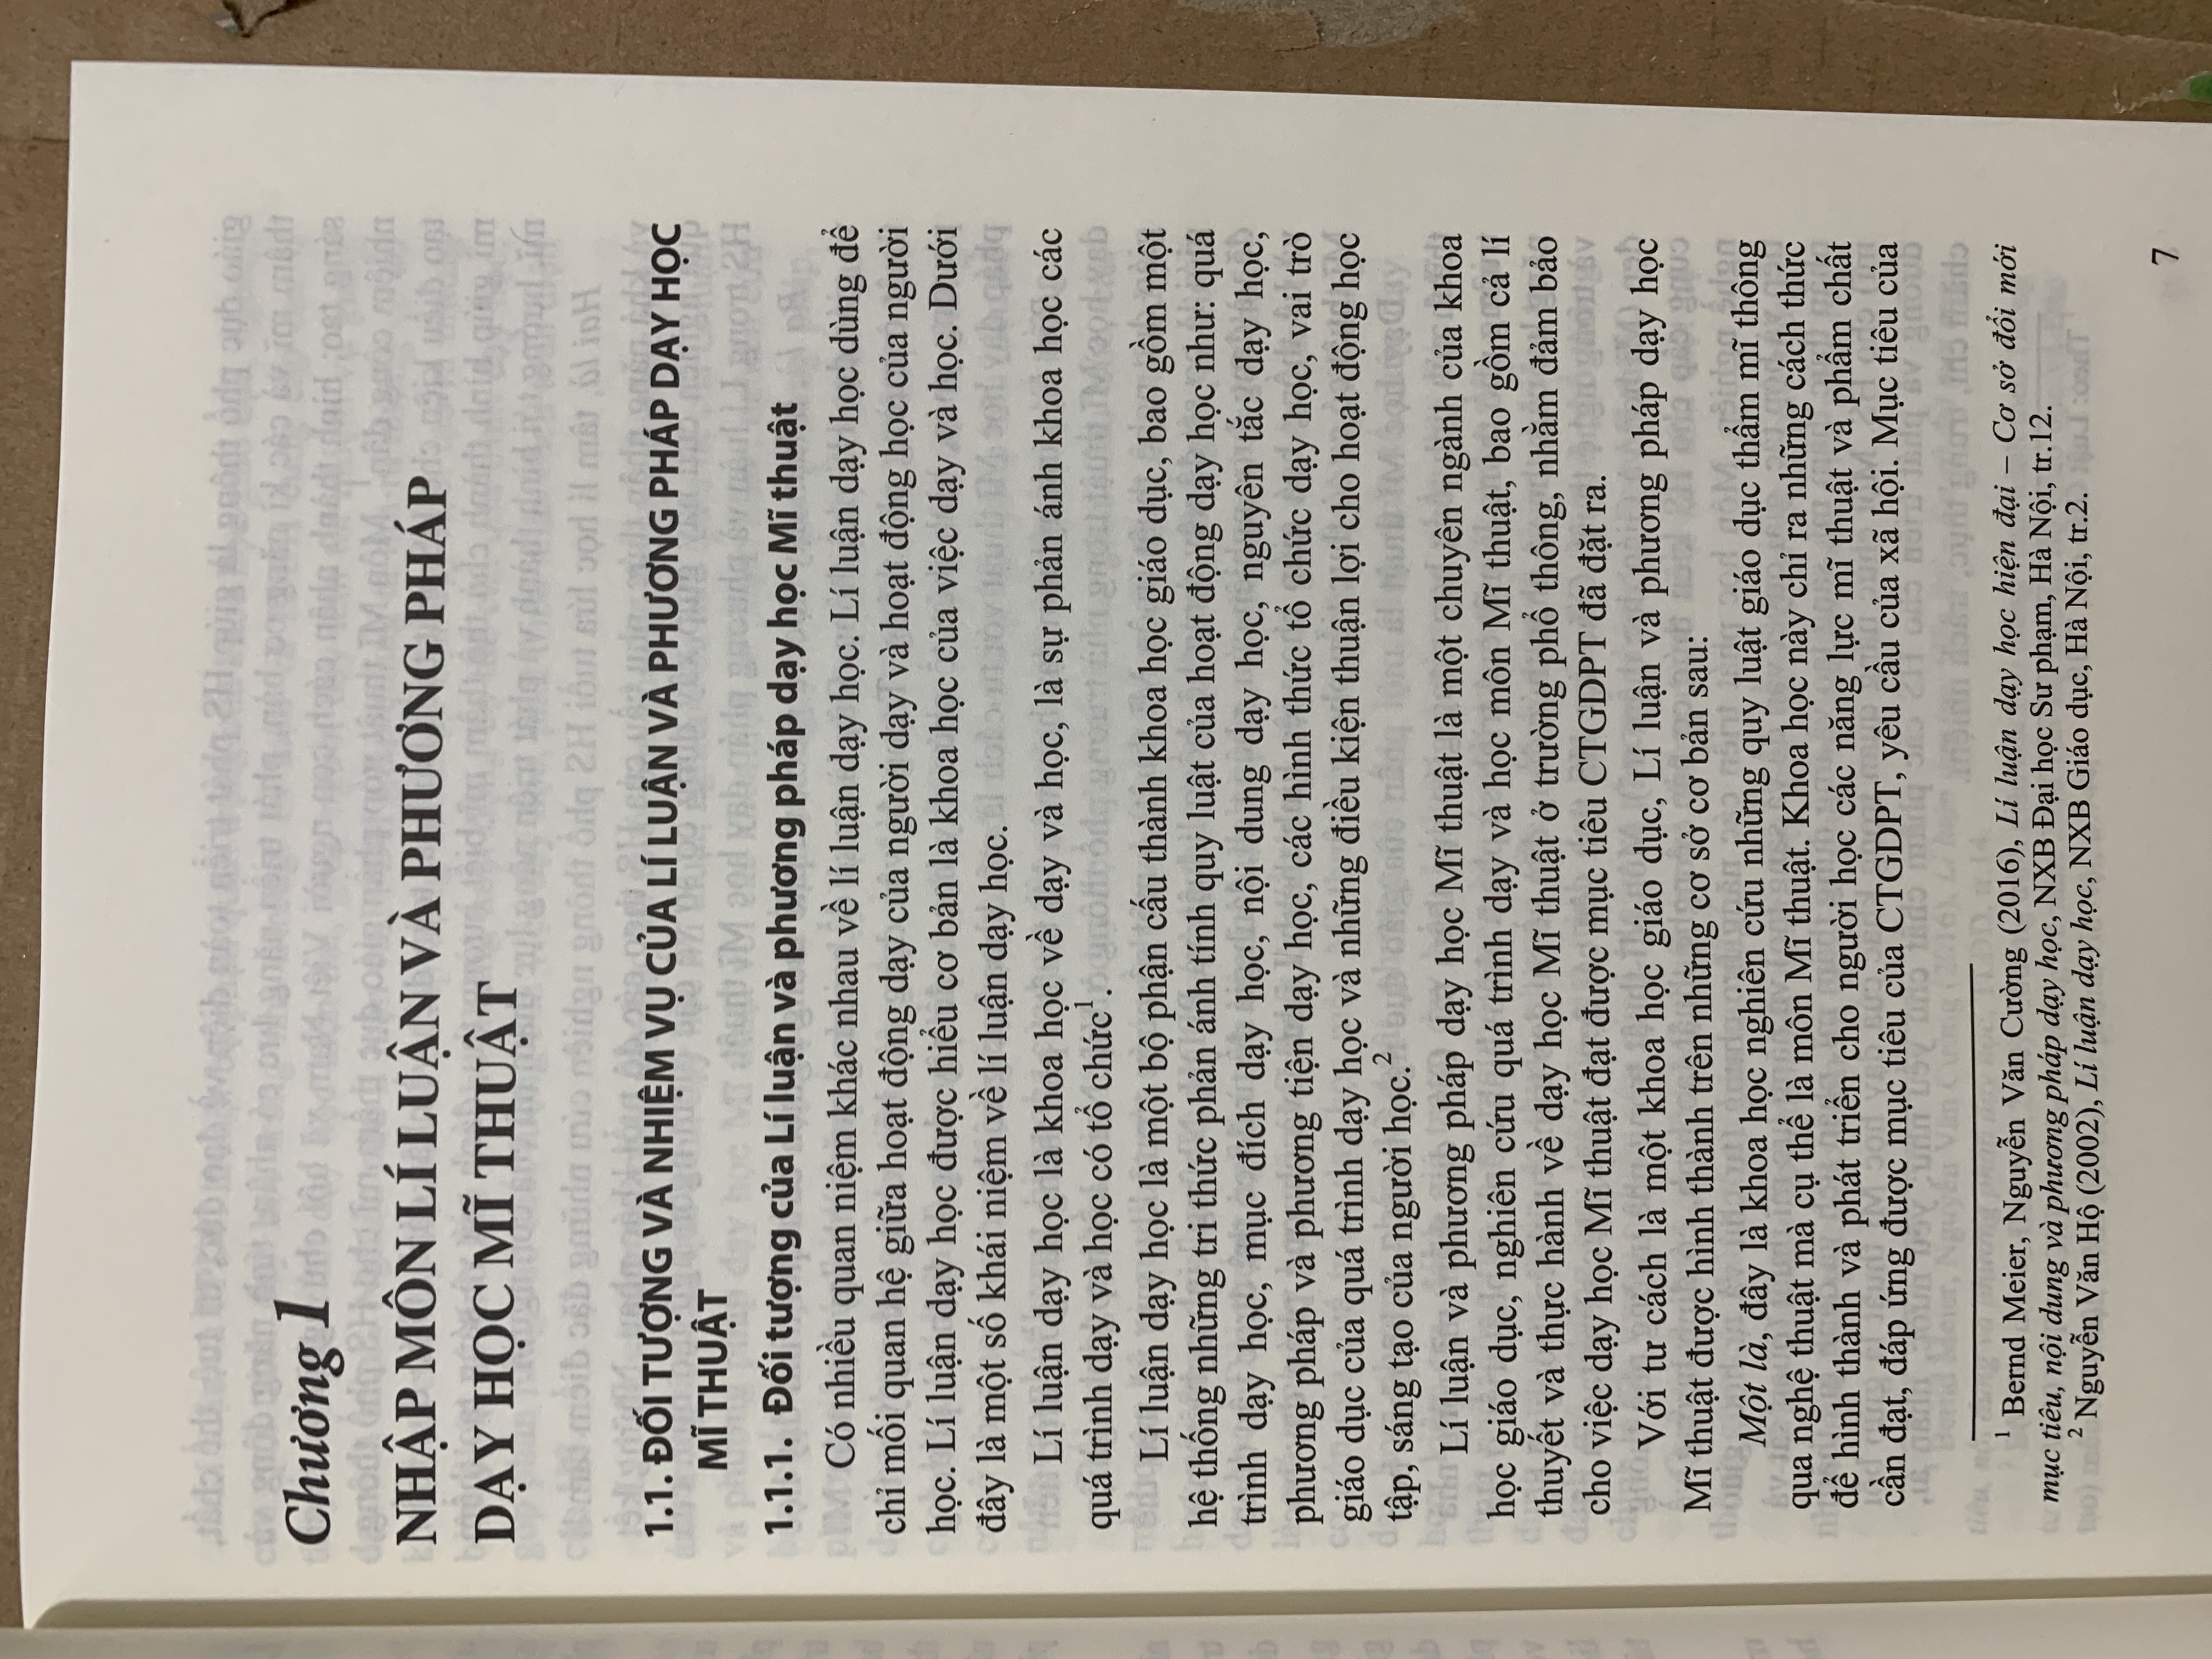 Chương 1
NHẬP MÔN LÍ LUẬN VÀ PHƯƠNG PHÁP
DẠY HỌC MĨ THUẬT
1.1. ĐỐI TƯỢNG VÀ NHIỆM VỤ CỦA LÍ LUẬN VÀ PHƯƠNG PHÁP DẠY HỌC
MĨ THUẬT
1.1.1. Đối tượng của Lí luận và phương pháp dạy học Mĩ thuật
Có nhiều quan niệm khác nhau về lí luận dạy học. Lí luận dạy học dùng để
chỉ mối quan hệ giữa hoạt động dạy của người dạy và hoạt động học của người
học. Lí luận dạy học được hiểu cơ bản là khoa học của việc dạy và học. Dưới
đây là một số khái niệm về lí luận dạy học.
Lí luận dạy học là khoa học về dạy và học, là sự phản ánh khoa học các
quá trình dạy và học có tổ chức¹.
Lí luận dạy học là một bộ phận cấu thành khoa học giáo dục, bao gồm một
hệ thống những tri thức phản ánh tính quy luật của hoạt động dạy học như: quá
trình dạy học, mục đích dạy học, nội dung dạy học, nguyên tắc dạy học,
phương pháp và phương tiện dạy học, các hình thức tổ chức dạy học, vai trò
giáo dục của quá trình dạy học và những điều kiện thuận lợi cho hoạt động học
tập, sáng tạo của người học.²
Lí luận và phương pháp dạy học Mĩ thuật là một chuyên ngành của khoa
học giáo dục, nghiên cứu quá trình dạy và học môn Mĩ thuật, bao gồm cả lí
thuyết và thực hành về dạy học Mĩ thuật ở trường phổ thông, nhằm đảm bảo
cho việc dạy học Mĩ thuật đạt được mục tiêu CTGDPT đã đặt ra.
Với tư cách là một khoa học giáo dục, Lí luận và phương pháp dạy học
Mĩ thuật được hình thành trên những cơ sở cơ bản sau:
Một là, đây là khoa học nghiên cứu những quy luật giáo dục thẩm mĩ thông
qua nghệ thuật mà cụ thể là môn Mĩ thuật. Khoa học này chỉ ra những cách thức
để hình thành và phát triển cho người học các năng lực mĩ thuật và phẩm chất
cần đạt, đáp ứng được mục tiêu của CTGDPT, yêu cầu của xã hội. Mục tiêu của
¹ Bernd Meier, Nguyễn Văn Cường (2016), Lí luận dạy học hiện đại – Cơ sở đổi mới
mục tiêu, nội dung và phương pháp dạy học, NXB Đại học Sư phạm, Hà Nội, tr.12.
² Nguyễn Văn Hộ (2002), Lí luận dạy học, NXB Giáo dục, Hà Nội, tr.2.
7